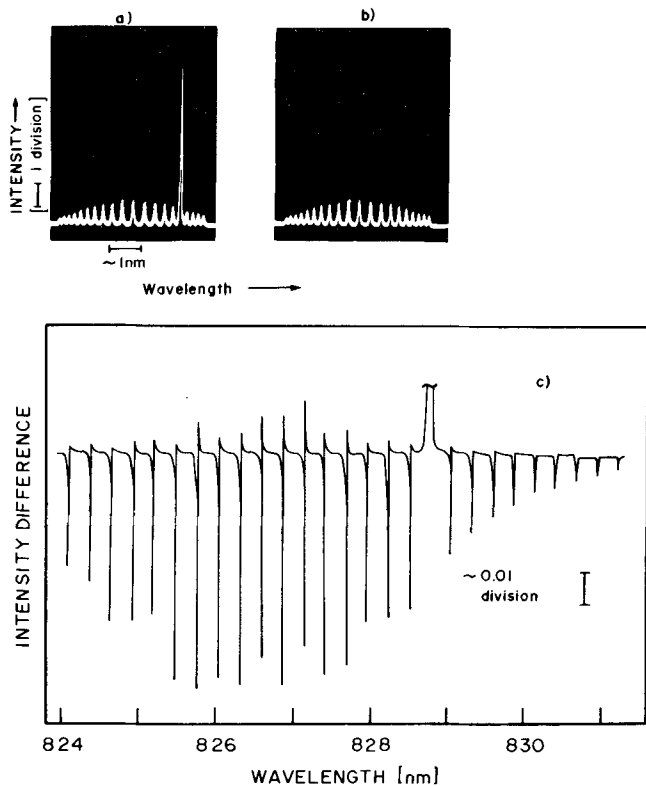 a)
b)
INTENSITY →
[ 1 division ]
~1nm
Wavelength →
c)
INTENSITY DIFFERENCE
~ 0.01
division
824 826 828 830
WAVELENGTH [nm]